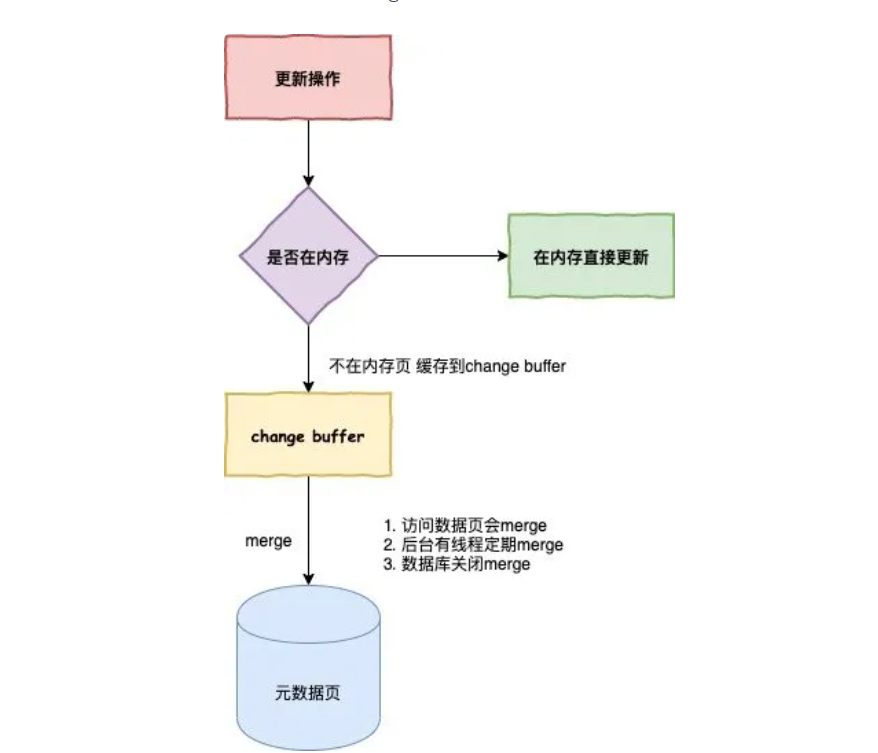 更新操作
是否在内存
在内存直接更新
不在内存页 缓存到change buffer
change buffer
merge
1. 访问数据页会merge
2. 后台有线程定期merge
3. 数据库关闭merge
元数据页